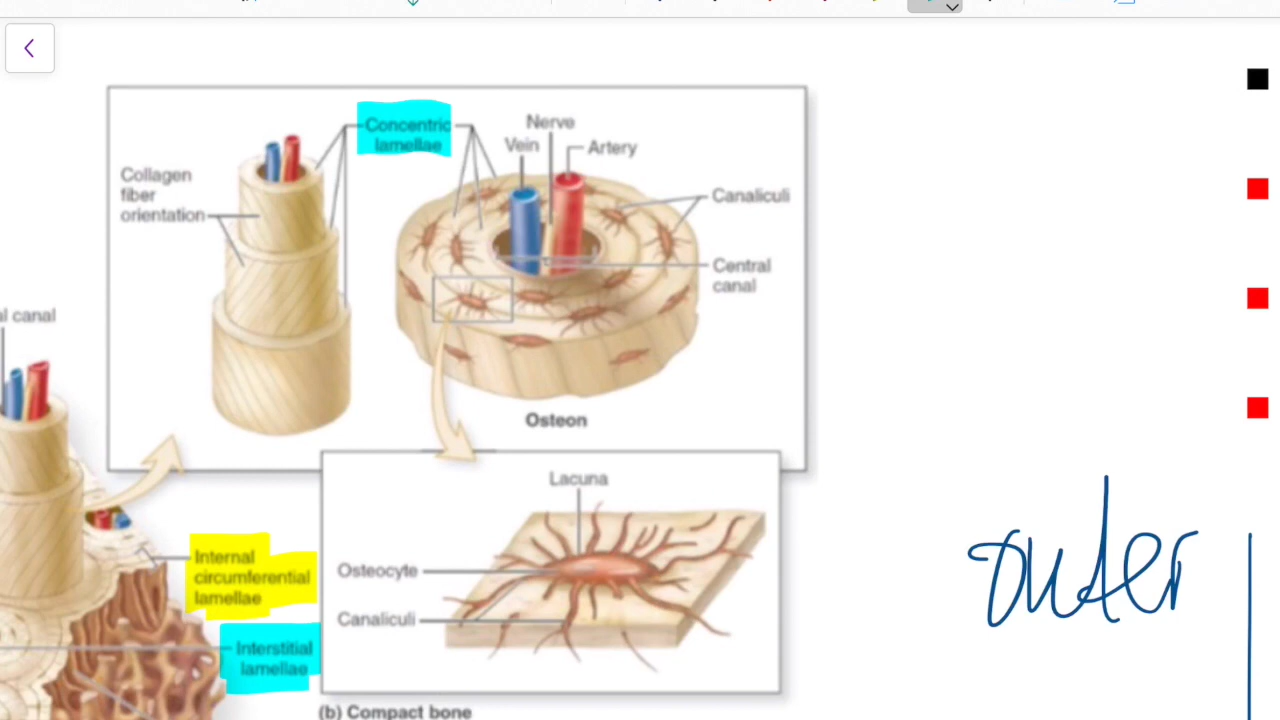 Concentric
lamellae
Nerve
Vein
Artery
Collagen
fiber
orientation
Canaliculi
Central
canal
al canal
Osteon
Lacuna
Internal
circumferential
lamellae
Osteocyte
Canaliculi
Interstitial
lamellae
(b) Compact bone
outer